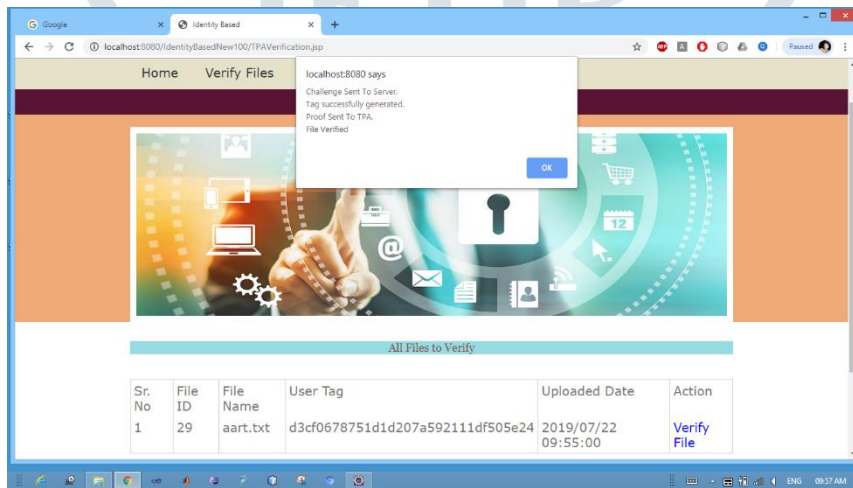 Google
Identity Based
localhost:8080/IdentityBasedNew100/TPAVerification.jsp
Paused
Home Verify Files
localhost:8080 says
Challenge Sent To Server.
Tag successfully generated.
Proof Sent To TPA.
File Verified
OK
12
@
All Files to Verify
Sr. No File ID File Name User Tag Uploaded Date Action
1 29 aart.txt d3cf0678751d1d207a592111df505e24 2019/07/22 09:55:00 Verify File
ENG 09:57 AM